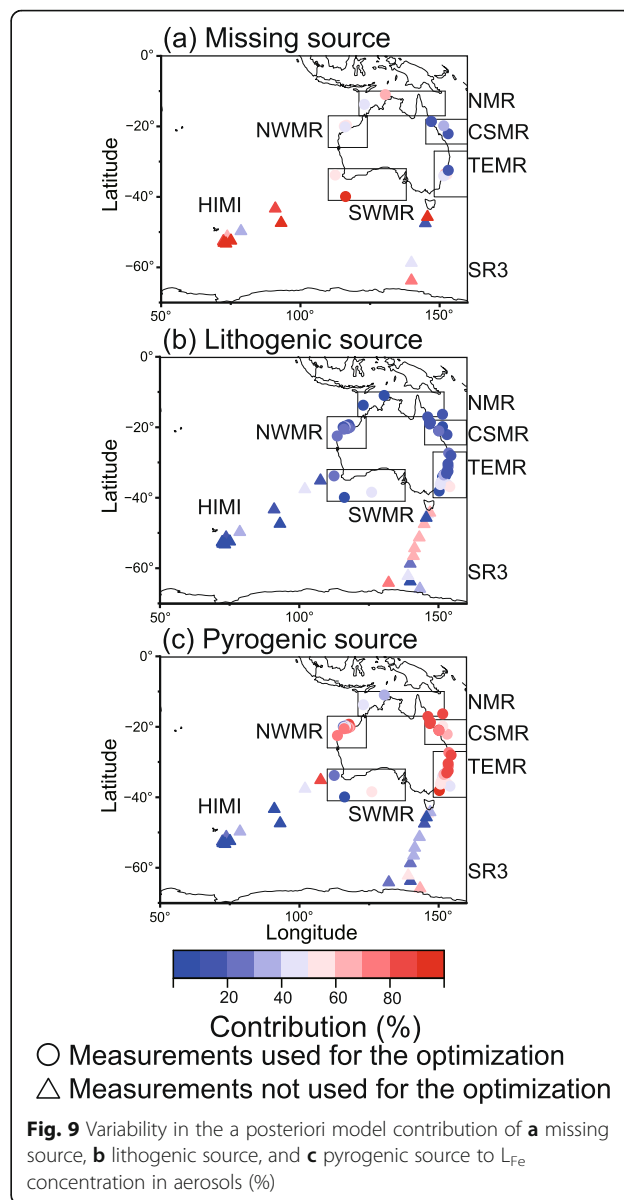 (a) Missing source
0°
−20°
−40°
−60°
Latitude
NMR
NWMR
CSMR
TEMR
HIMI
SWMR
SR3
50°
100°
150°
(b) Lithogenic source
0°
−20°
−40°
−60°
Latitude
NMR
NWMR
CSMR
TEMR
HIMI
SWMR
SR3
50°
100°
150°
(c) Pyrogenic source
0°
−20°
−40°
−60°
Latitude
NMR
NWMR
CSMR
TEMR
HIMI
SWMR
SR3
50°
100°
150°
Longitude
20 40 60 80
Contribution (%)
Measurements used for the optimization
Measurements not used for the optimization
Fig. 9 Variability in the a posteriori model contribution of a missing
source, b lithogenic source, and c pyrogenic source to LFe
concentration in aerosols (%)